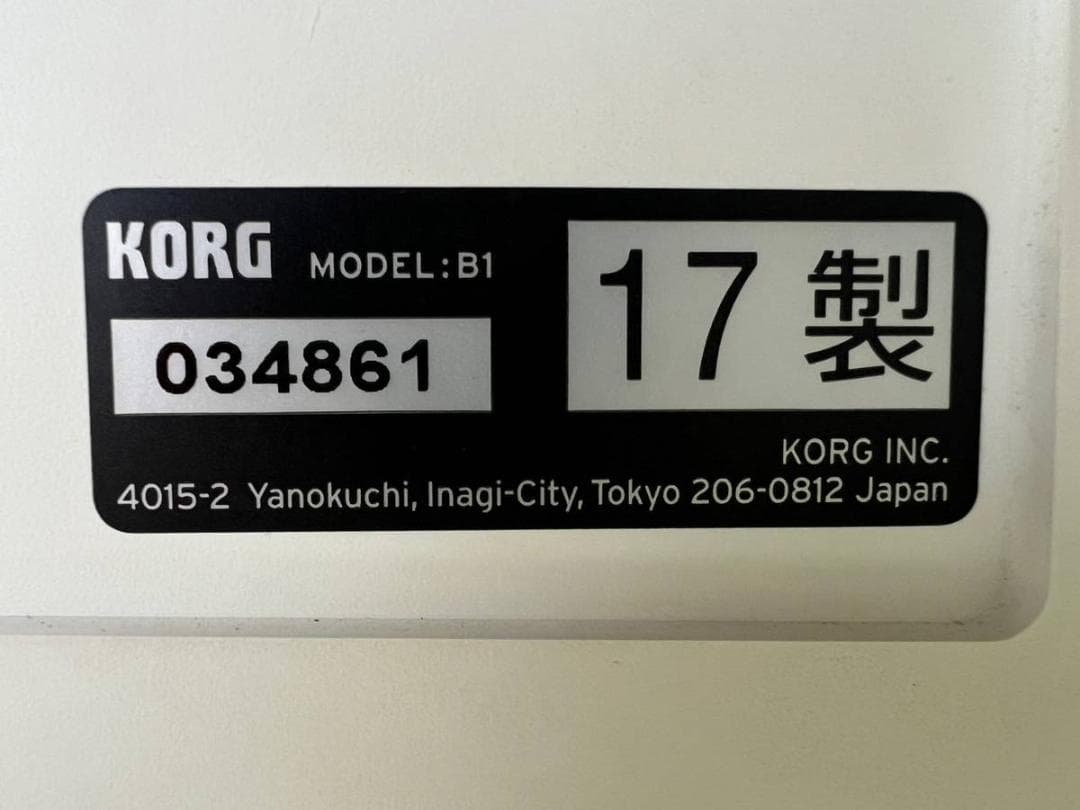 KORG MODEL:B1
034861
17 製
KORG INC.
4015-2 Yanokuchi, Inagi-City, Tokyo 206-0812 Japan